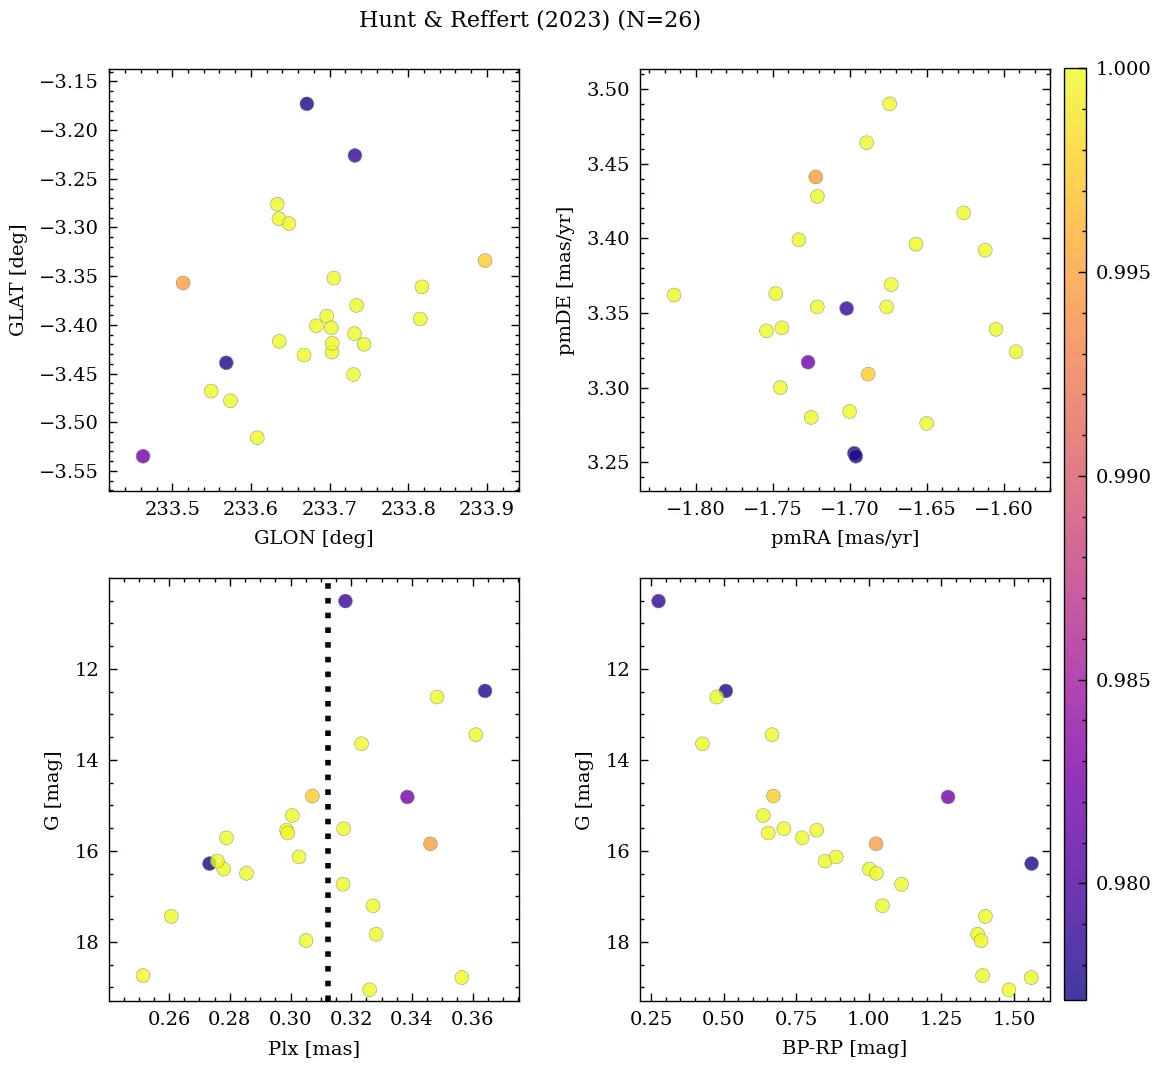 Hunt & Reffert (2023) (N=26)
−3.15
−3.20
−3.25
−3.30
−3.35
−3.40
−3.45
−3.50
−3.55
GLAT [deg]
233.5 233.6 233.7 233.8 233.9
GLON [deg]
3.50
3.45
3.40
3.35
3.30
3.25
pmDE [mas/yr]
−1.80 −1.75 −1.70 −1.65 −1.60
pmRA [mas/yr]
12
14
16
18
G [mag]
0.26 0.28 0.30 0.32 0.34 0.36
Plx [mas]
12
14
16
18
G [mag]
0.25 0.50 0.75 1.00 1.25 1.50
BP-RP [mag]
1.000
0.995
0.990
0.985
0.980